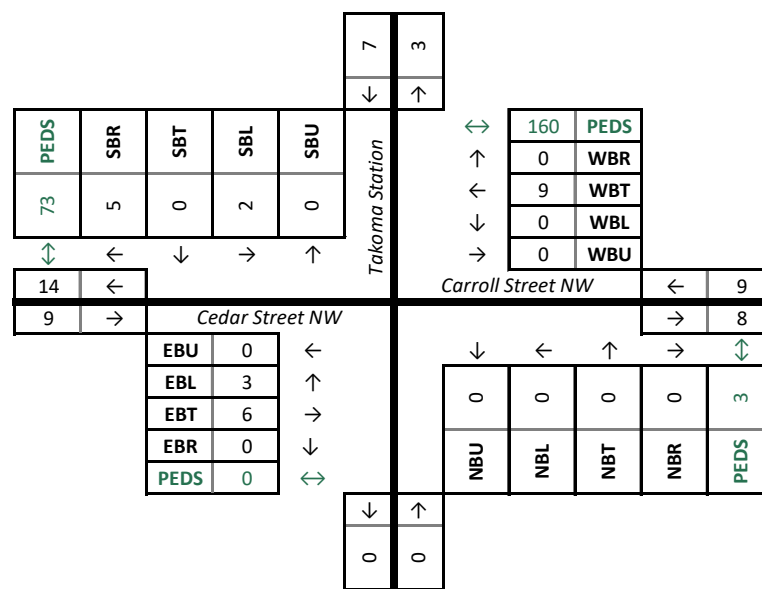 7 3
↓ ↑
PEDS SBR SBT SBL SBU
73 5 0 2 0
↕ ← ↓ → ↑
Takoma Station
↔ 160 PEDS
↑ 0 WBR
← 9 WBT
↓ 0 WBL
→ 0 WBU
14 ←
9 →
Cedar Street NW
Carroll Street NW
← 9
→ 8
EBU 0 ←
EBL 3 ↑
EBT 6 →
EBR 0 ↓
PEDS 0 ↔
↓ ← ↑ → ↕
0 0 0 0 3
NBU NBL NBT NBR PEDS
↓ ↑
0 0